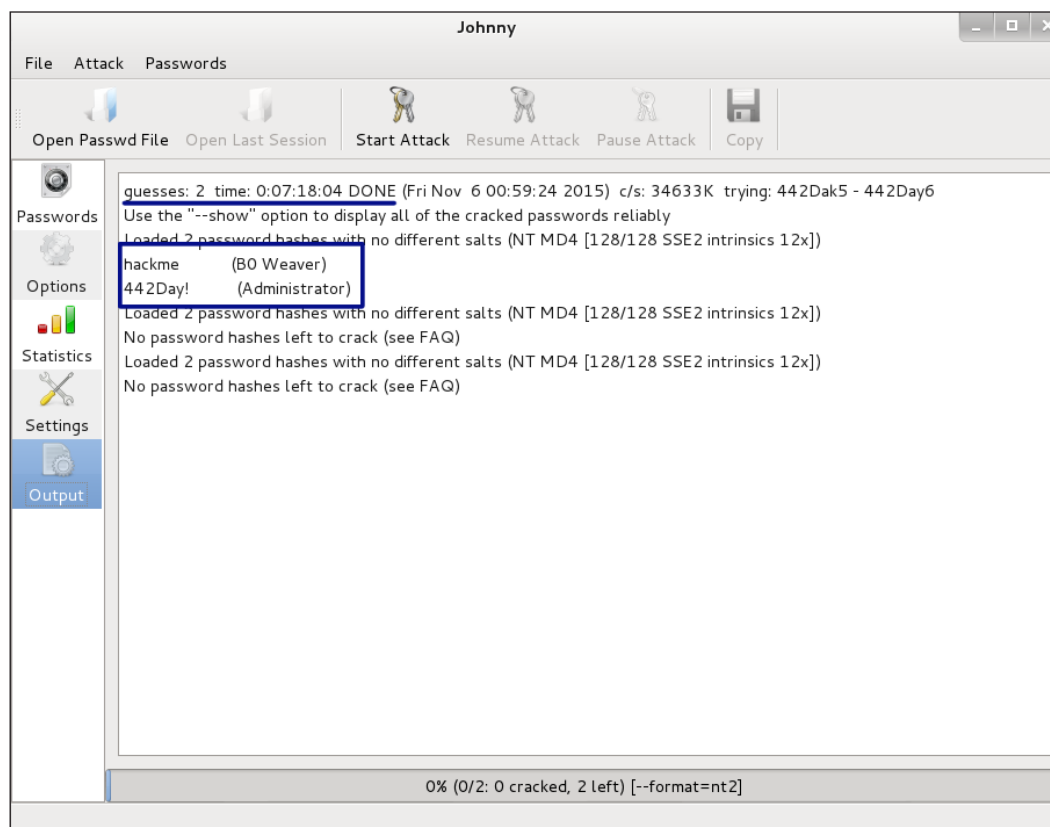 Johnny
File Attack Passwords
Open Passwd File Open Last Session Start Attack Resume Attack Pause Attack Copy
Passwords
Options
Statistics
Settings
Output
guesses: 2 time: 0:07:18:04 DONE (Fri Nov 6 00:59:24 2015) c/s: 34633K trying: 442Dak5 - 442Day6
Use the "--show" option to display all of the cracked passwords reliably
Loaded 2 password hashes with no different salts (NT MD4 [128/128 SSE2 intrinsics 12x])
hackme (B0 Weaver)
442Day! (Administrator)
Loaded 2 password hashes with no different salts (NT MD4 [128/128 SSE2 intrinsics 12x])
No password hashes left to crack (see FAQ)
Loaded 2 password hashes with no different salts (NT MD4 [128/128 SSE2 intrinsics 12x])
No password hashes left to crack (see FAQ)
0% (0/2: 0 cracked, 2 left) [--format=nt2]